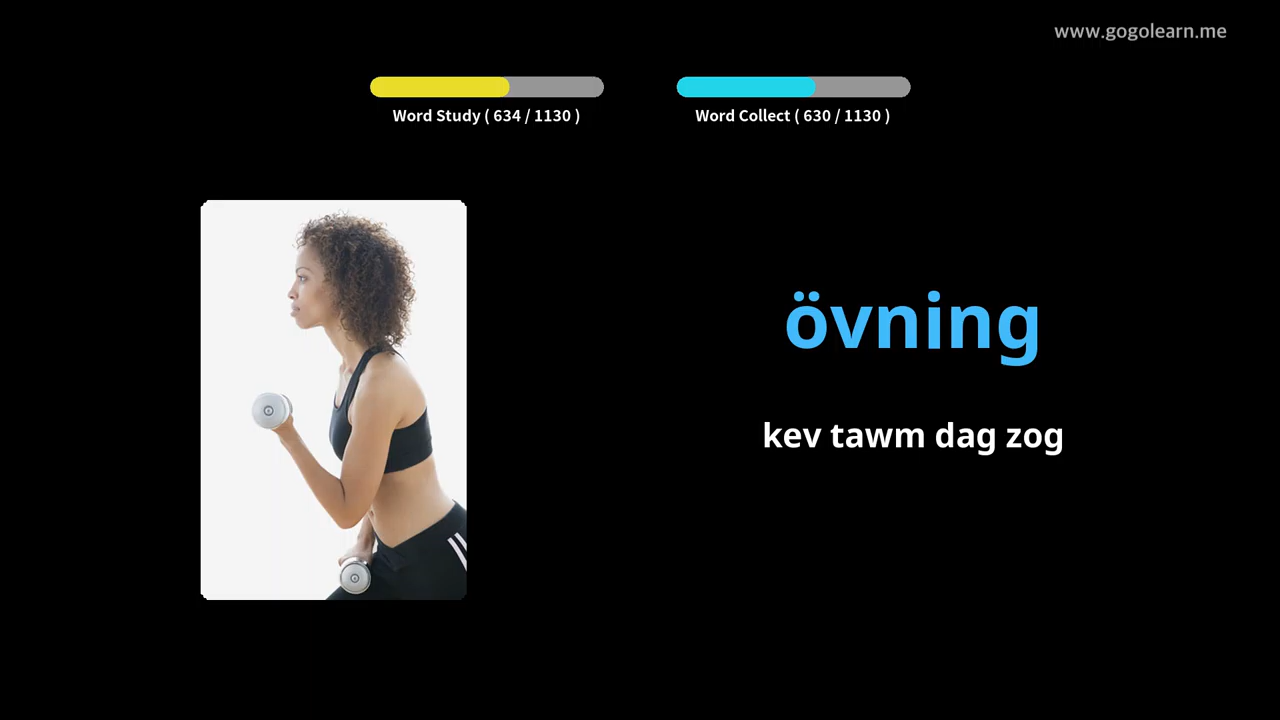 www.gogolearn.me
Word Study ( 634 / 1130 )
Word Collect ( 630 / 1130 )
övning
kev tawm dag zog